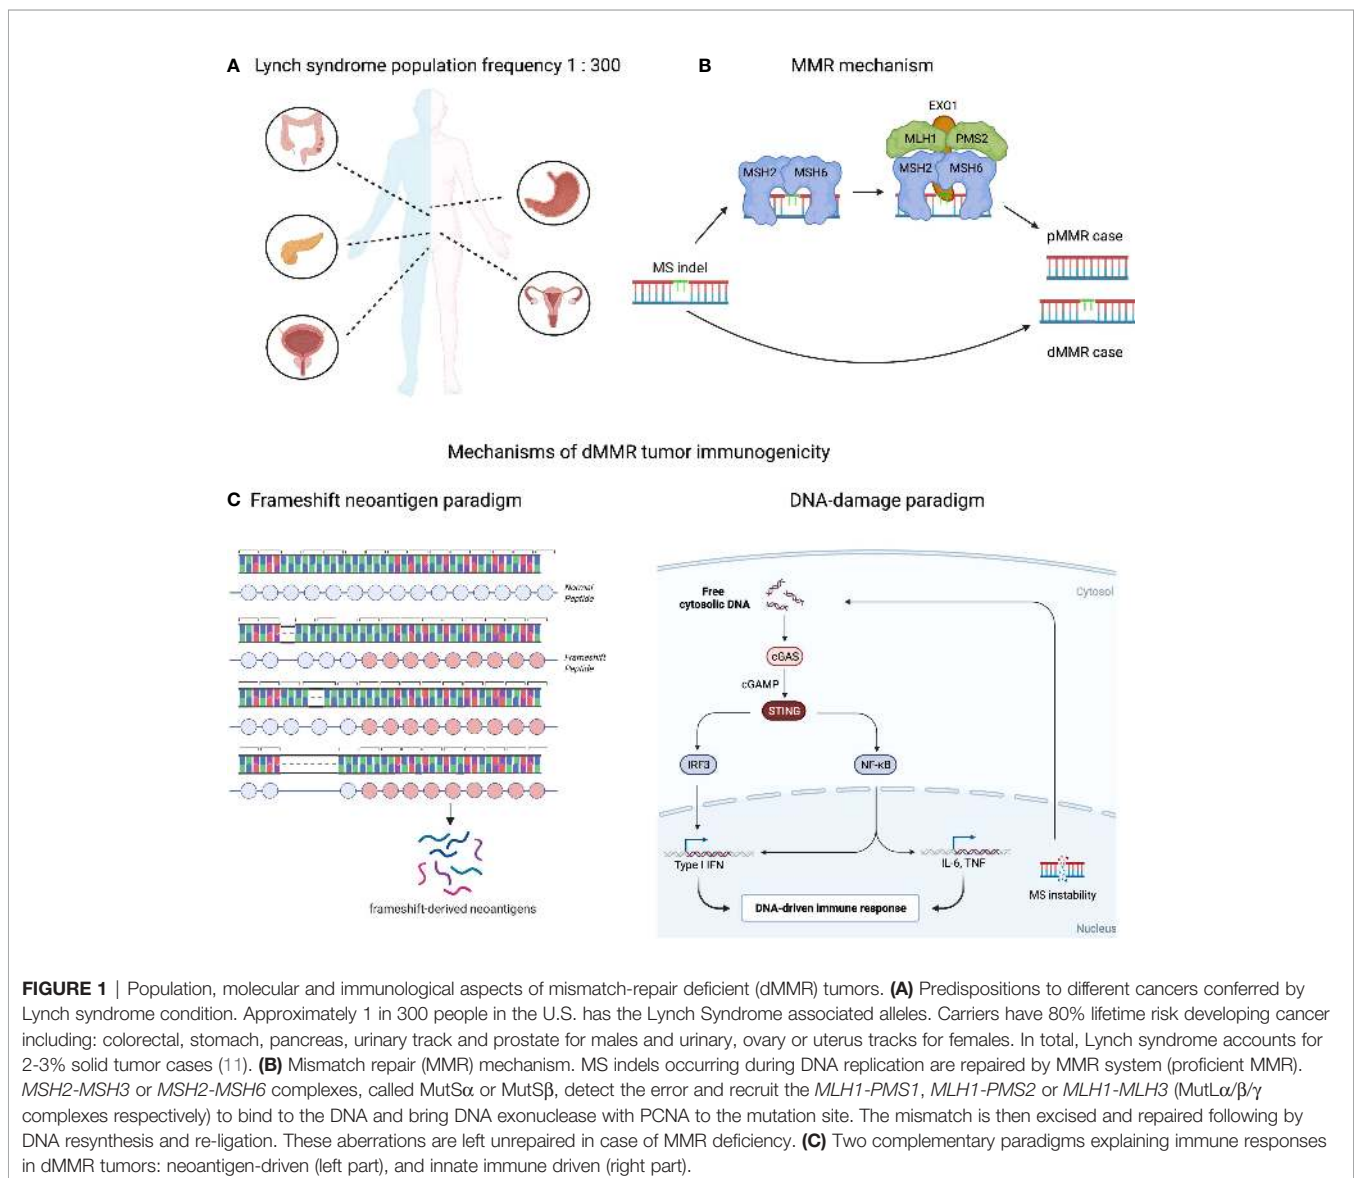 A Lynch syndrome population frequency 1 : 300
B MMR mechanism
EXO1
MLH1 PMS2
MSH2 MSH6
MSH2 MSH6
pMMR case
MS indel
dMMR case
Mechanisms of dMMR tumor immunogenicity
C Frameshift neoantigen paradigm
DNA-damage paradigm
Normal
Peptide
Frameshift
Peptide
frameshift-derived neoantigens
Cytosol
Free
cytosolic DNA
cGAS
cGAMP
STING
IRF3
NF-κB
Type I IFN
IL-6, TNF
MS instability
DNA-driven immune response
Nucleus
FIGURE 1 | Population, molecular and immunological aspects of mismatch-repair deficient (dMMR) tumors. (A) Predispositions to different cancers conferred by
Lynch syndrome condition. Approximately 1 in 300 people in the U.S. has the Lynch Syndrome associated alleles. Carriers have 80% lifetime risk developing cancer
including: colorectal, stomach, pancreas, urinary track and prostate for males and urinary, ovary or uterus tracks for females. In total, Lynch syndrome accounts for
2-3% solid tumor cases (11). (B) Mismatch repair (MMR) mechanism. MS indels occurring during DNA replication are repaired by MMR system (proficient MMR).
MSH2-MSH3 or MSH2-MSH6 complexes, called MutSα or MutSβ, detect the error and recruit the MLH1-PMS1, MLH1-PMS2 or MLH1-MLH3 (MutLα/β/γ
complexes respectively) to bind to the DNA and bring DNA exonuclease with PCNA to the mutation site. The mismatch is then excised and repaired following by
DNA resynthesis and re-ligation. These aberrations are left unrepaired in case of MMR deficiency. (C) Two complementary paradigms explaining immune responses
in dMMR tumors: neoantigen-driven (left part), and innate immune driven (right part).